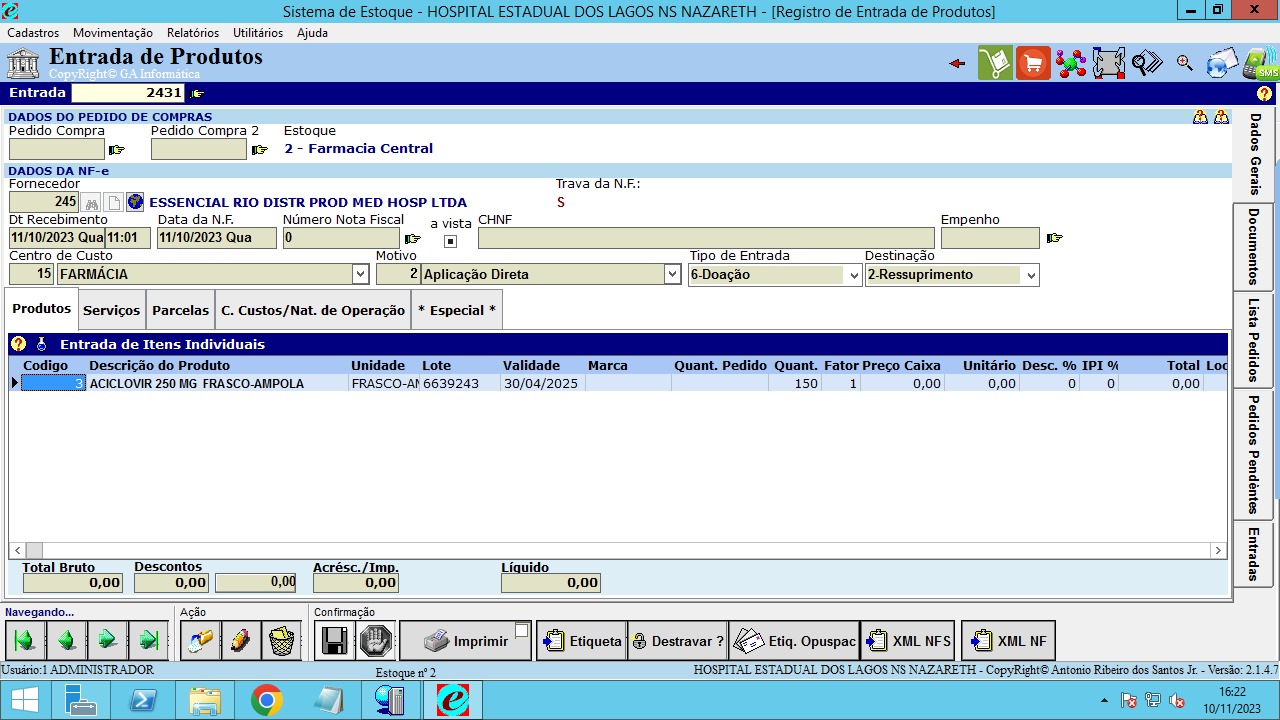 Sistema de Estoque - HOSPITAL ESTADUAL DOS LAGOS NS NAZARETH - [Registro de Entrada de Produtos]
Cadastros Movimentação Relatórios Utilitários Ajuda
Entrada de Produtos
CopyRight© GA Informática
SMS
Entrada 2431
DADOS DO PEDIDO DE COMPRAS
Pedido Compra Pedido Compra 2 Estoque
2 - Farmacia Central
DADOS DA NF-e
Fornecedor Trava da N.F.:
245 ESSENCIAL RIO DISTR PROD MED HOSP LTDA S
Dt Recebimento Data da N.F. Número Nota Fiscal a vista CHNF Empenho
11/10/2023 Qua 11:01 11/10/2023 Qua 0
Centro de Custo Motivo Tipo de Entrada Destinação
15 FARMÁCIA 2 Aplicação Direta 6-Doação 2-Ressuprimento
Produtos Serviços Parcelas C. Custos/Nat. de Operação * Especial *
Entrada de Itens Individuais
Codigo Descrição do Produto Unidade Lote Validade Marca Quant. Pedido Quant. Fator Preço Caixa Unitário Desc. % IPI % Total Loc
3 ACICLOVIR 250 MG FRASCO-AMPOLA FRASCO-AM 6639243 30/04/2025 150 1 0,00 0,00 0 0 0,00
Total Bruto Descontos Acrésc./Imp. Líquido
0,00 0,00 0,00 0,00 0,00
Dados Gerais
Documentos
Lista Pedidos
Pedidos Pendêntes
Entradas
Navegando... Ação Confirmação
Imprimir Etiqueta Destravar ? Etiq. Opuspac XML NFS XML NF
Usuário:1 ADMINISTRADOR Estoque nº 2 HOSPITAL ESTADUAL DOS LAGOS NS NAZARETH - CopyRight© Antonio Ribeiro dos Santos Jr. - Versão: 2.1.4.7
16:22
10/11/2023